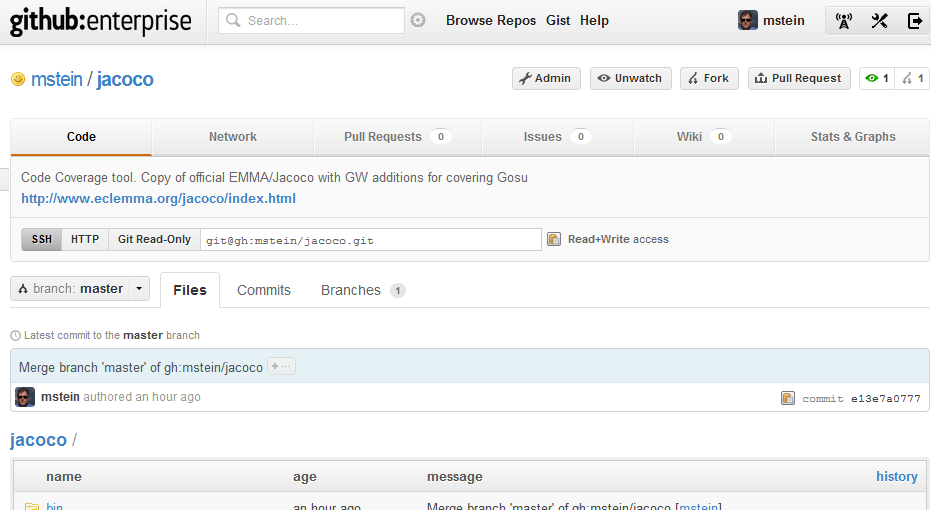 github:enterprise Search... Browse Repos Gist Help mstein
mstein / jacoco Admin Unwatch Fork Pull Request 1 1
Code Network Pull Requests 0 Issues 0 Wiki 0 Stats & Graphs
Code Coverage tool. Copy of official EMMA/Jacoco with GW additions for covering Gosu
http://www.eclemma.org/jacoco/index.html
SSH HTTP Git Read-Only git@gh:mstein/jacoco.git Read+Write access
branch: master Files Commits Branches 1
Latest commit to the master branch
Merge branch 'master' of gh:mstein/jacoco + ...
mstein authored an hour ago commit e13e7a0777
jacoco /
name age message history
bin an hour ago Merge branch 'master' of gh:mstein/jacoco [mstein]